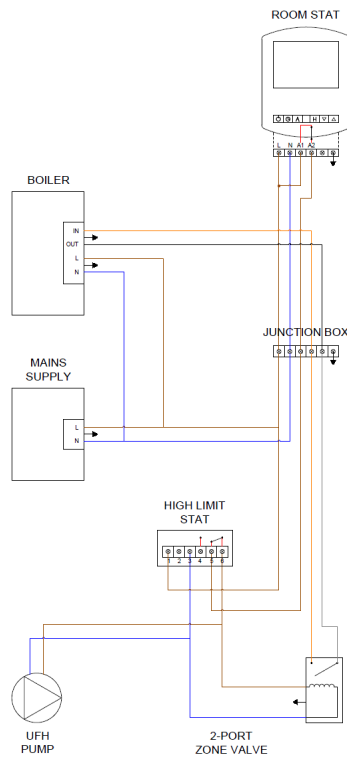 ROOM STAT
A H
L N A1 A2
BOILER
IN
OUT
L
N
JUNCTION BOX
MAINS
SUPPLY
L
N
HIGH LIMIT
STAT
1 2 3 4 5 6
UFH
PUMP
2-PORT
ZONE VALVE